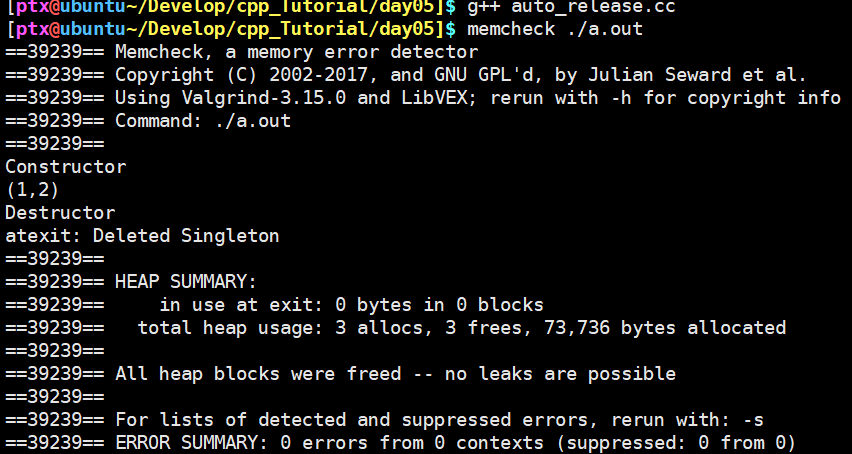 [ptx@ubuntu~/Develop/cpp_Tutorial/day05]$ g++ auto_release.cc
[ptx@ubuntu~/Develop/cpp_Tutorial/day05]$ memcheck ./a.out
==39239== Memcheck, a memory error detector
==39239== Copyright (C) 2002-2017, and GNU GPL'd, by Julian Seward et al.
==39239== Using Valgrind-3.15.0 and LibVEX; rerun with -h for copyright info
==39239== Command: ./a.out
==39239==
Constructor
(1,2)
Destructor
atexit: Deleted Singleton
==39239==
==39239== HEAP SUMMARY:
==39239==     in use at exit: 0 bytes in 0 blocks
==39239==   total heap usage: 3 allocs, 3 frees, 73,736 bytes allocated
==39239==
==39239== All heap blocks were freed -- no leaks are possible
==39239==
==39239== For lists of detected and suppressed errors, rerun with: -s
==39239== ERROR SUMMARY: 0 errors from 0 contexts (suppressed: 0 from 0)